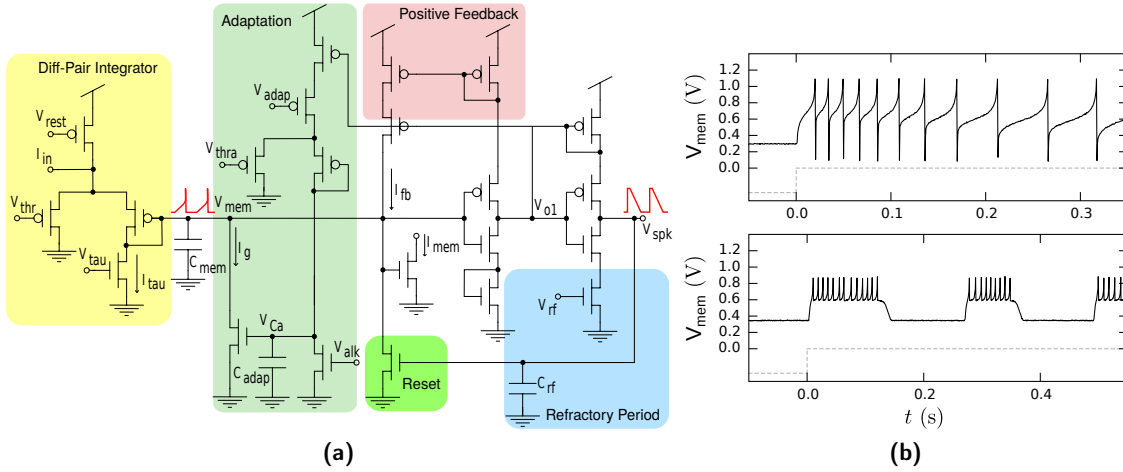 Diff-Pair Integrator
Adaptation
Positive Feedback
V_rest
I_in
V_thr
V_tau
I_tau
C_mem
V_mem
V_adap
V_thra
I_g
V_Ca
C_adap
V_alk
I_fb
I_mem
V_o1
V_spk
V_rf
C_rf
Reset
Refractory Period
(a)
V_mem (V)
1.2
1.0
0.8
0.6
0.4
0.2
0.0
0.0 0.1 0.2 0.3
V_mem (V)
1.2
1.0
0.8
0.6
0.4
0.2
0.0
0.0 0.2 0.4
t (s)
(b)